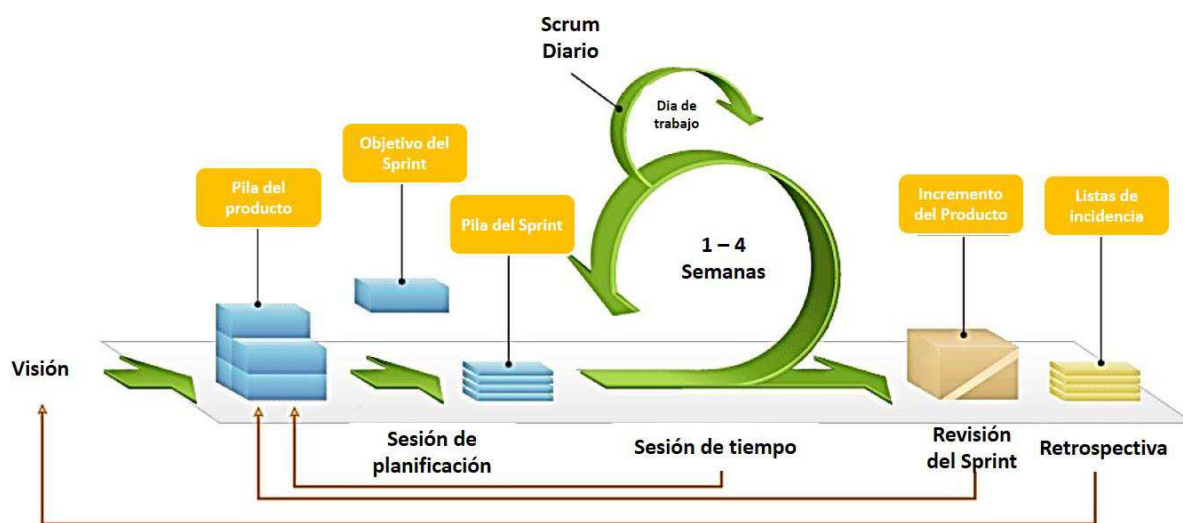 Scrum
Diario
Dia de
trabajo
Objetivo del
Sprint
Pila del
producto
Pila del Sprint
Incremento
del Producto
Listas de
incidencia
1 – 4
Semanas
Visión
Sesión de
planificación
Sesión de tiempo
Revisión
del Sprint
Retrospectiva